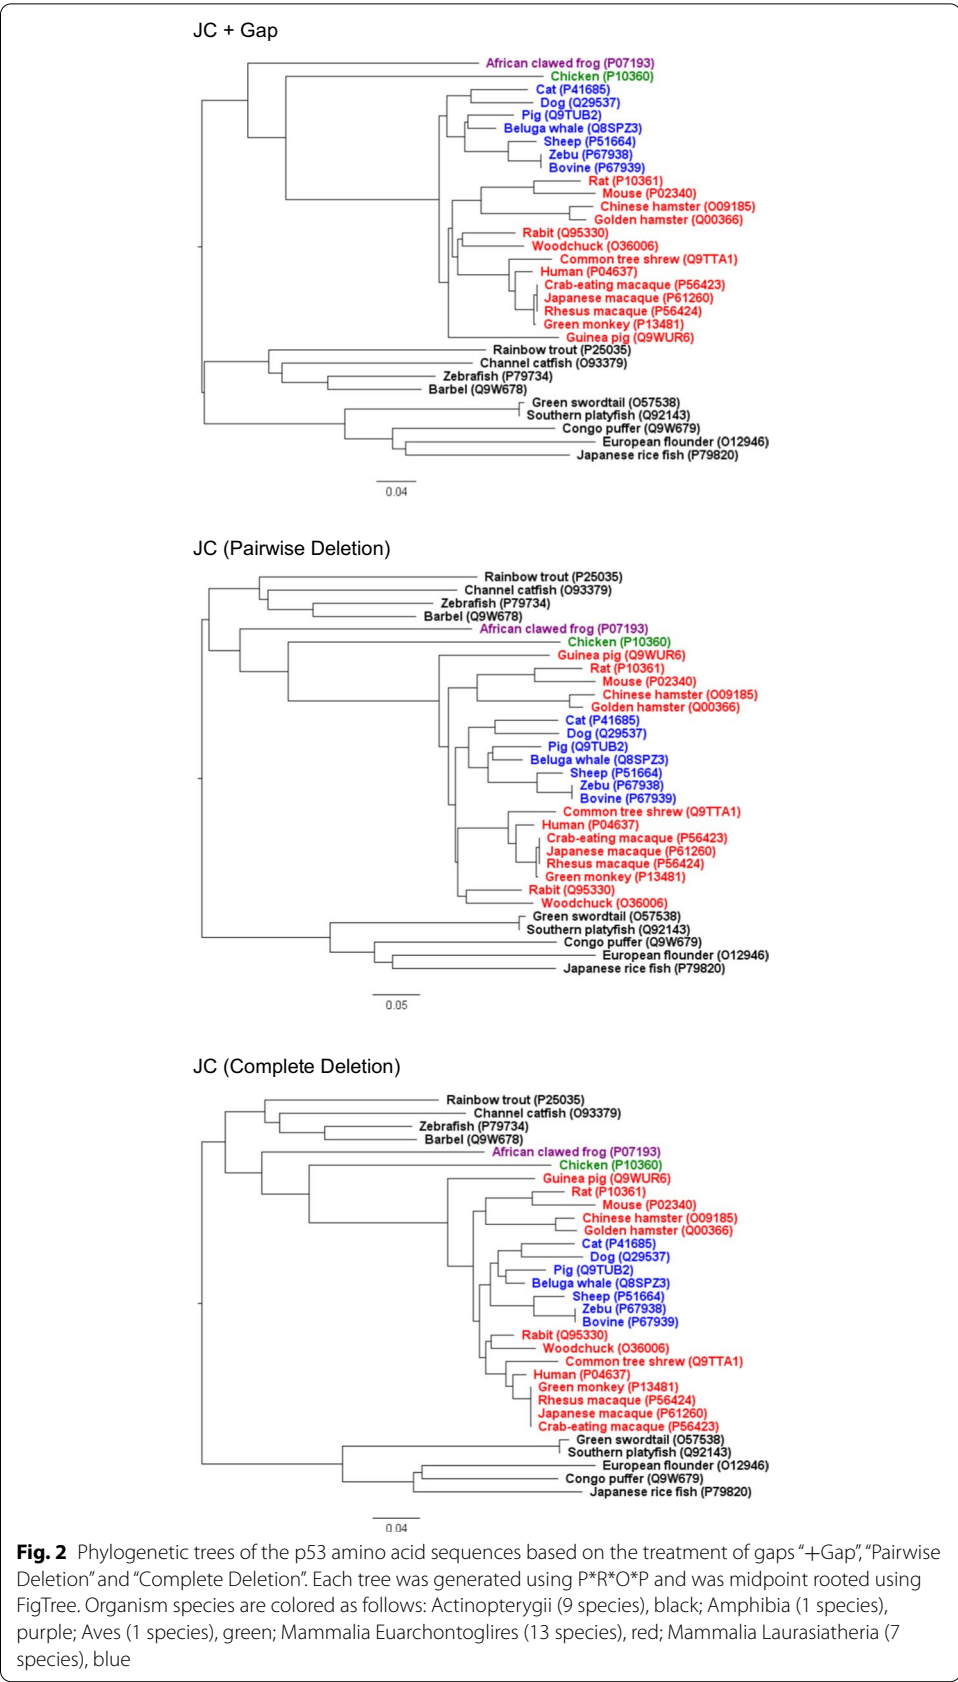 JC + Gap
African clawed frog (P07193)
Chicken (P10360)
Cat (P41685)
Dog (Q29537)
Pig (Q9TUB2)
Beluga whale (Q8SPZ3)
Sheep (P51664)
Zebu (P67938)
Bovine (P67939)
Rat (P10361)
Mouse (P02340)
Chinese hamster (O09185)
Golden hamster (Q00366)
Rabit (Q95330)
Woodchuck (O36006)
Common tree shrew (Q9TTA1)
Human (P04637)
Crab-eating macaque (P56423)
Japanese macaque (P61260)
Rhesus macaque (P56424)
Green monkey (P13481)
Guinea pig (Q9WUR6)
Rainbow trout (P25035)
Channel catfish (O93379)
Zebrafish (P79734)
Barbel (Q9W678)
Green swordtail (O57538)
Southern platyfish (Q92143)
Congo puffer (Q9W679)
European flounder (O12946)
Japanese rice fish (P79820)
0.04
JC (Pairwise Deletion)
Rainbow trout (P25035)
Channel catfish (O93379)
Zebrafish (P79734)
Barbel (Q9W678)
African clawed frog (P07193)
Chicken (P10360)
Guinea pig (Q9WUR6)
Rat (P10361)
Mouse (P02340)
Chinese hamster (O09185)
Golden hamster (Q00366)
Cat (P41685)
Dog (Q29537)
Pig (Q9TUB2)
Beluga whale (Q8SPZ3)
Sheep (P51664)
Zebu (P67938)
Bovine (P67939)
Common tree shrew (Q9TTA1)
Human (P04637)
Crab-eating macaque (P56423)
Japanese macaque (P61260)
Rhesus macaque (P56424)
Green monkey (P13481)
Rabit (Q95330)
Woodchuck (O36006)
Green swordtail (O57538)
Southern platyfish (Q92143)
Congo puffer (Q9W679)
European flounder (O12946)
Japanese rice fish (P79820)
0.05
JC (Complete Deletion)
Rainbow trout (P25035)
Channel catfish (O93379)
Zebrafish (P79734)
Barbel (Q9W678)
African clawed frog (P07193)
Chicken (P10360)
Guinea pig (Q9WUR6)
Rat (P10361)
Mouse (P02340)
Chinese hamster (O09185)
Golden hamster (Q00366)
Cat (P41685)
Dog (Q29537)
Pig (Q9TUB2)
Beluga whale (Q8SPZ3)
Sheep (P51664)
Zebu (P67938)
Bovine (P67939)
Rabit (Q95330)
Woodchuck (O36006)
Common tree shrew (Q9TTA1)
Human (P04637)
Green monkey (P13481)
Rhesus macaque (P56424)
Japanese macaque (P61260)
Crab-eating macaque (P56423)
Green swordtail (O57538)
Southern platyfish (Q92143)
European flounder (O12946)
Congo puffer (Q9W679)
Japanese rice fish (P79820)
0.04
Fig. 2 Phylogenetic trees of the p53 amino acid sequences based on the treatment of gaps “+Gap”, “Pairwise
Deletion” and “Complete Deletion”. Each tree was generated using P*R*O*P and was midpoint rooted using
FigTree. Organism species are colored as follows: Actinopterygii (9 species), black; Amphibia (1 species),
purple; Aves (1 species), green; Mammalia Euarchontoglires (13 species), red; Mammalia Laurasiatheria (7
species), blue